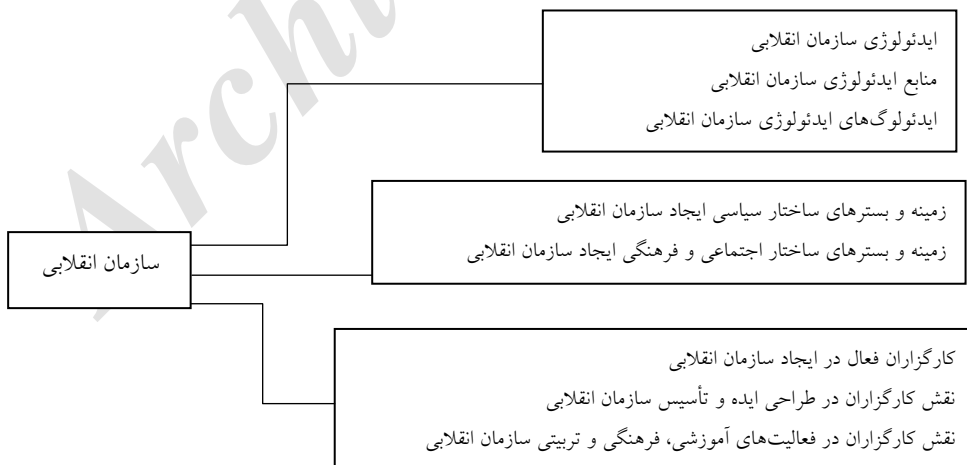 ایدئولوژی سازمان انقلابی
منابع ایدئولوژی سازمان انقلابی
ایدئولوگ‌های ایدئولوژی سازمان انقلابی
زمینه و بسترهای ساختار سیاسی ایجاد سازمان انقلابی
زمینه و بسترهای ساختار اجتماعی و فرهنگی ایجاد سازمان انقلابی
سازمان انقلابی
کارگزاران فعال در ایجاد سازمان انقلابی
نقش کارگزاران در طراحی ایده و تأسیس سازمان انقلابی
نقش کارگزاران در فعالیت‌های آموزشی، فرهنگی و تربیتی سازمان انقلابی
Archi